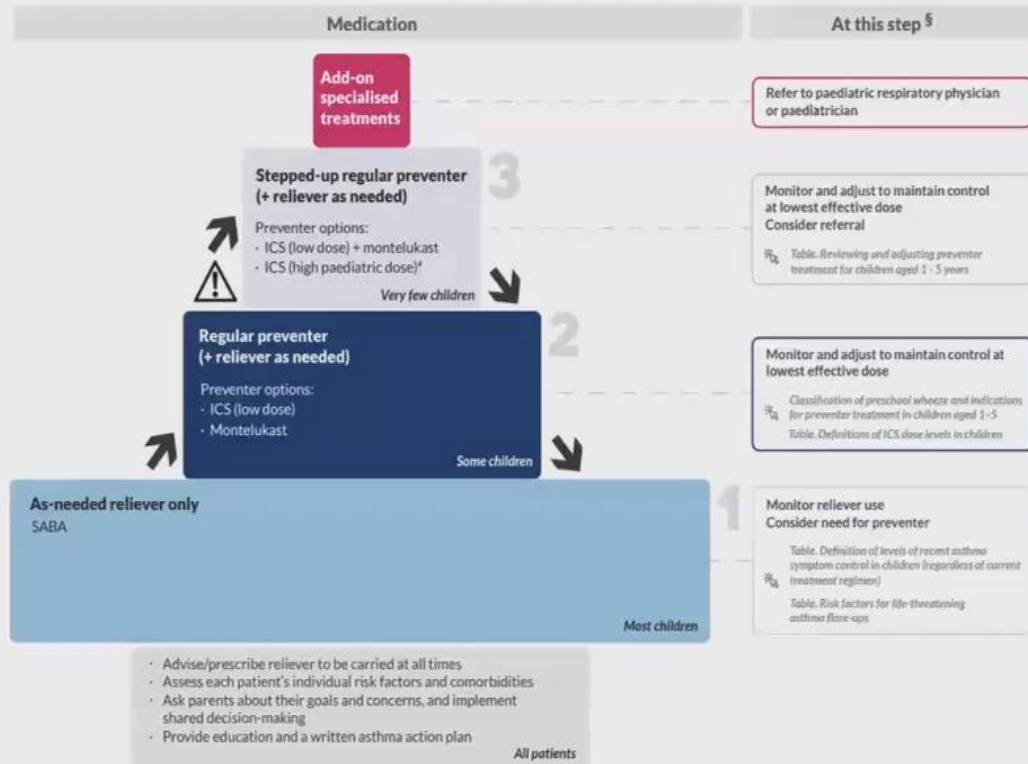 Medication
At this step §
Add-on
specialised
treatments
Refer to paediatric respiratory physician
or paediatrician
3
Stepped-up regular preventer
(+ reliever as needed)
Preventer options:
· ICS (low dose) + montelukast
· ICS (high paediatric dose)#
Very few children
Monitor and adjust to maintain control
at lowest effective dose
Consider referral
Table. Reviewing and adjusting preventer
treatment for children aged 1 - 5 years
2
Regular preventer
(+ reliever as needed)
Preventer options:
· ICS (low dose)
· Montelukast
Some children
Monitor and adjust to maintain control at
lowest effective dose
Classification of preschool wheeze and indications
for preventer treatment in children aged 1-5
Table. Definitions of ICS dose levels in children
1
As-needed reliever only
SABA
Most children
Monitor reliever use
Consider need for preventer
Table. Definition of levels of recent asthma
symptom control in children (regardless of current
treatment regimen)
Table. Risk factors for life-threatening
asthma flare-ups
· Advise/prescribe reliever to be carried at all times
· Assess each patient's individual risk factors and comorbidities
· Ask parents about their goals and concerns, and implement
shared decision-making
· Provide education and a written asthma action plan
All patients